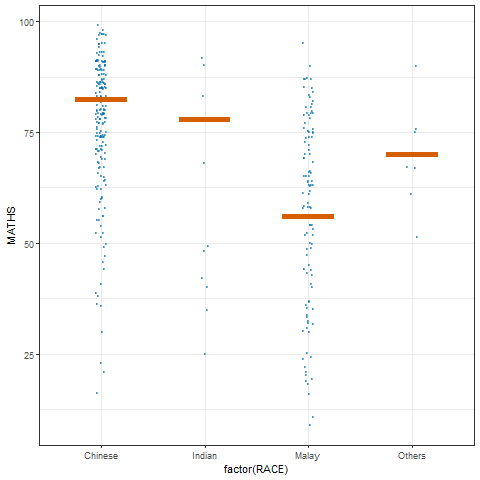 100
75
50
25
MATHS
Chinese
Indian
Malay
Others
factor(RACE)